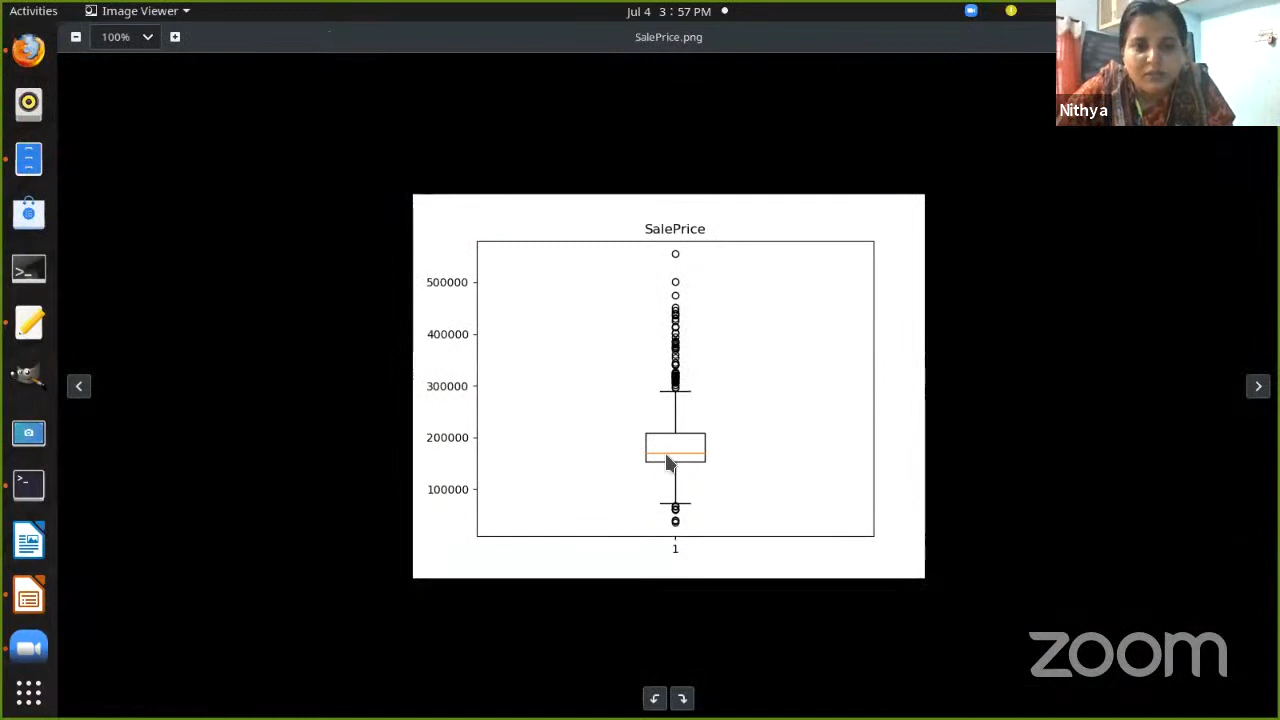 Activities
Image Viewer
Jul 4 3:57 PM
100%
SalePrice.png
Nithya
SalePrice
500000
400000
300000
200000
100000
1
zoom